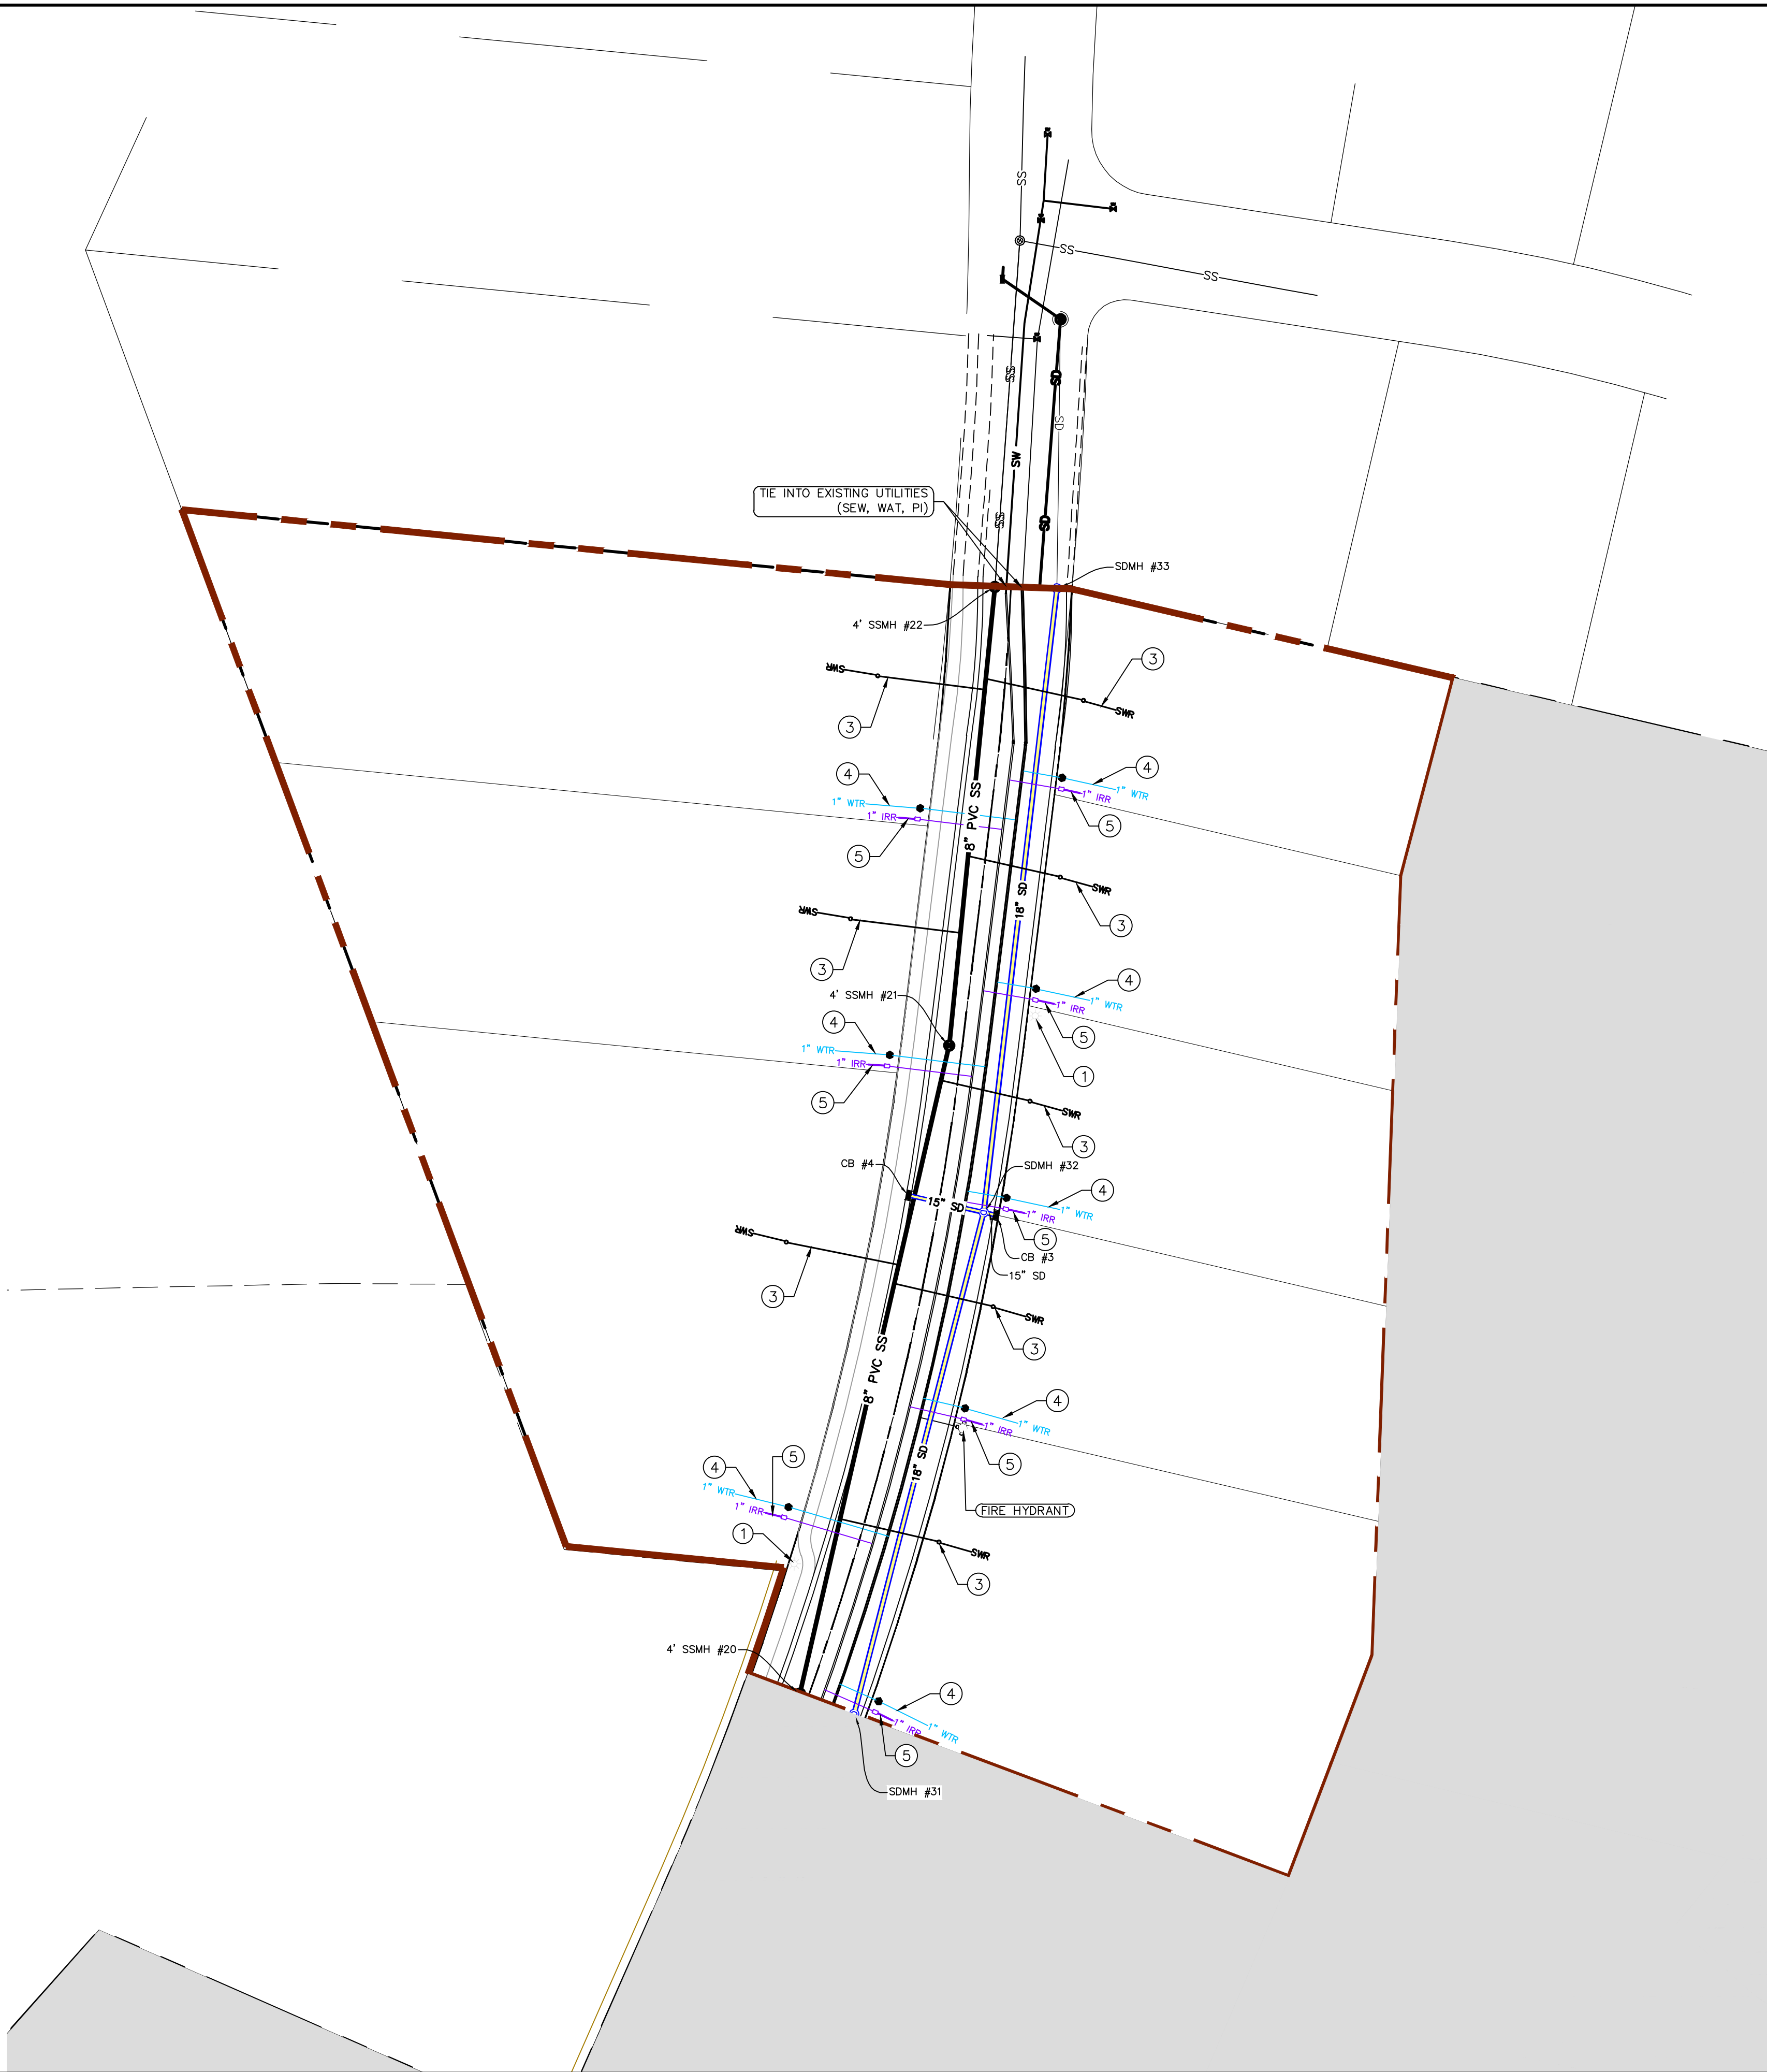 SS
SS
SS
SS
SS
SD
SD
SW
TIE INTO EXISTING UTILITIES
(SEW, WAT, PI)
SS
SS
SD
SDMH #33
4' SSMH #22
SWR
3
3
SWR
4
4
1" WTR
1" WTR
8" PVC SS
1" IRR
1" IRR
5
5
18" SD
SWR
SWR
3
3
4
4' SSMH #21
1" WTR
1" IRR
4
5
1" WTR
1" IRR
1
5
SWR
3
CB #4
SDMH #32
4
15" SD
1" WTR
1" IRR
SWR
5
CB #3
15" SD
3
SWR
3
8" PVC SS
4
1" WTR
1" IRR
18" SD
5
5
4
1" WTR
1" IRR
FIRE HYDRANT
1
SWR
3
4' SSMH #20
4
1" IRR
1" WTR
5
SDMH #31